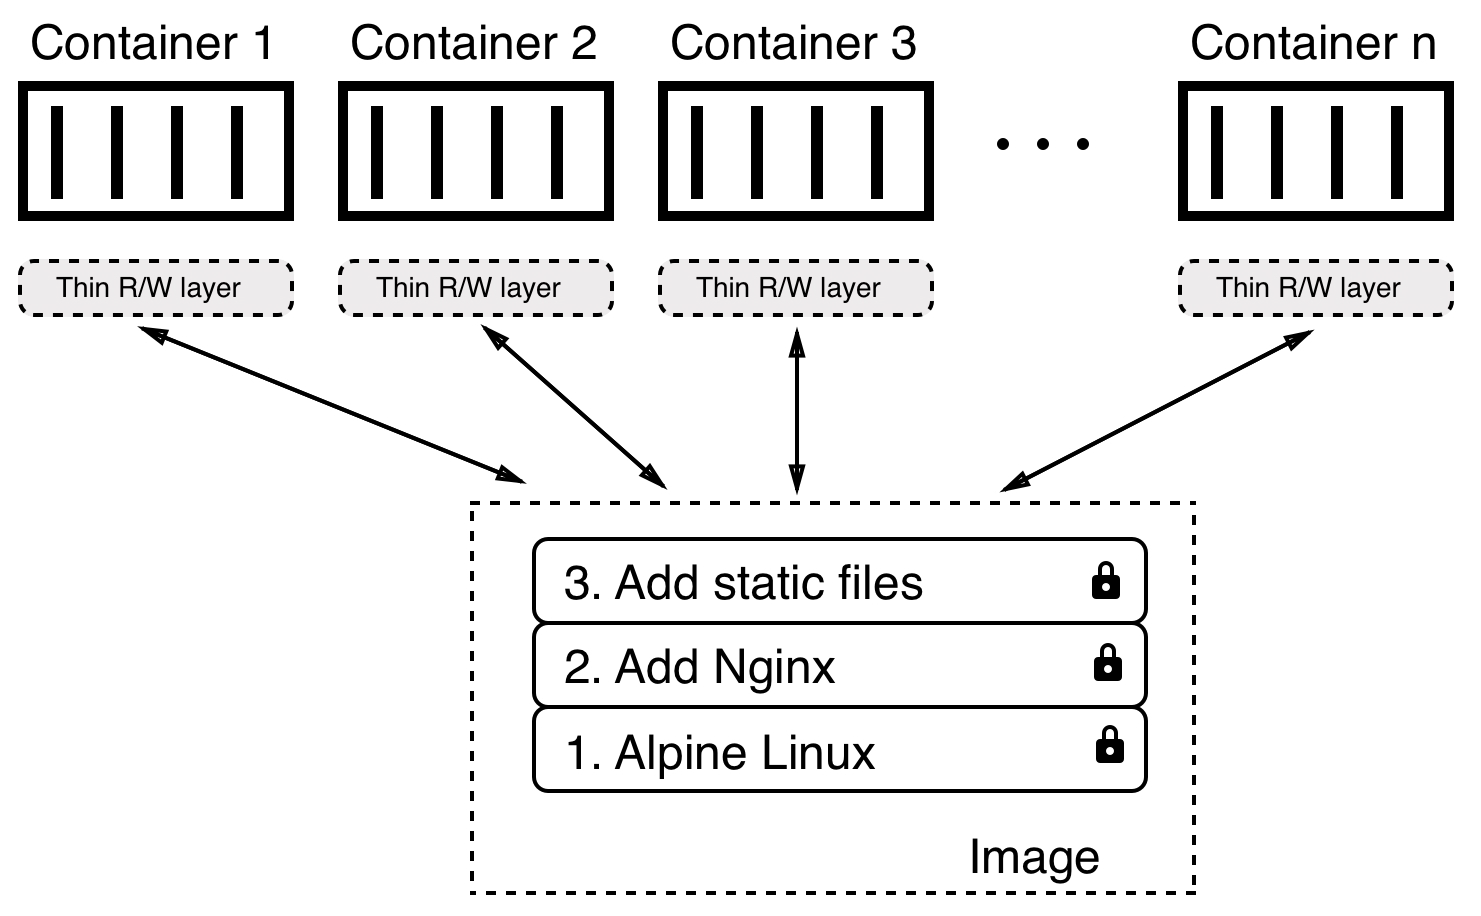 Container 1
Container 2
Container 3
Container n
Thin R/W layer
Thin R/W layer
Thin R/W layer
Thin R/W layer
3. Add static files
2. Add Nginx
1. Alpine Linux
Image